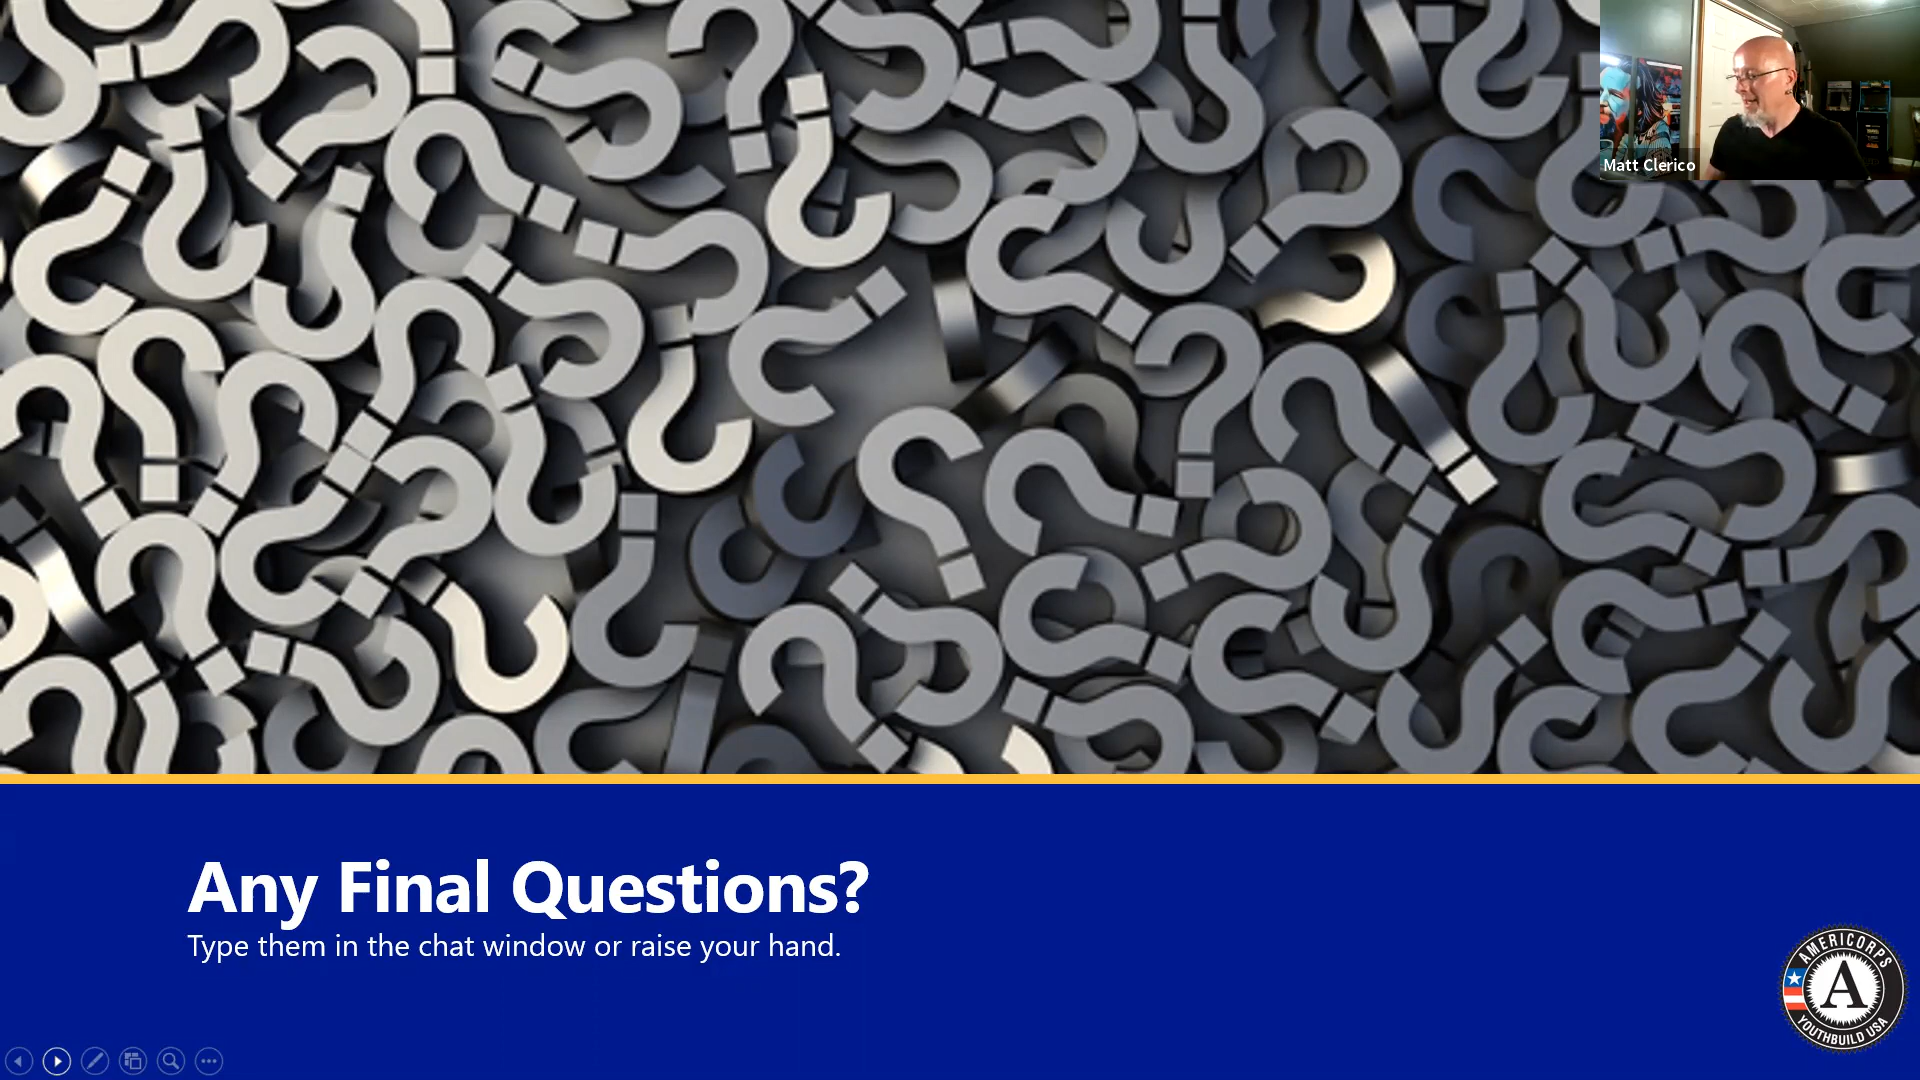 Matt Clerico
Any Final Questions?
Type them in the chat window or raise your hand.
AMERICORPS
A
YOUTHBUILD USA